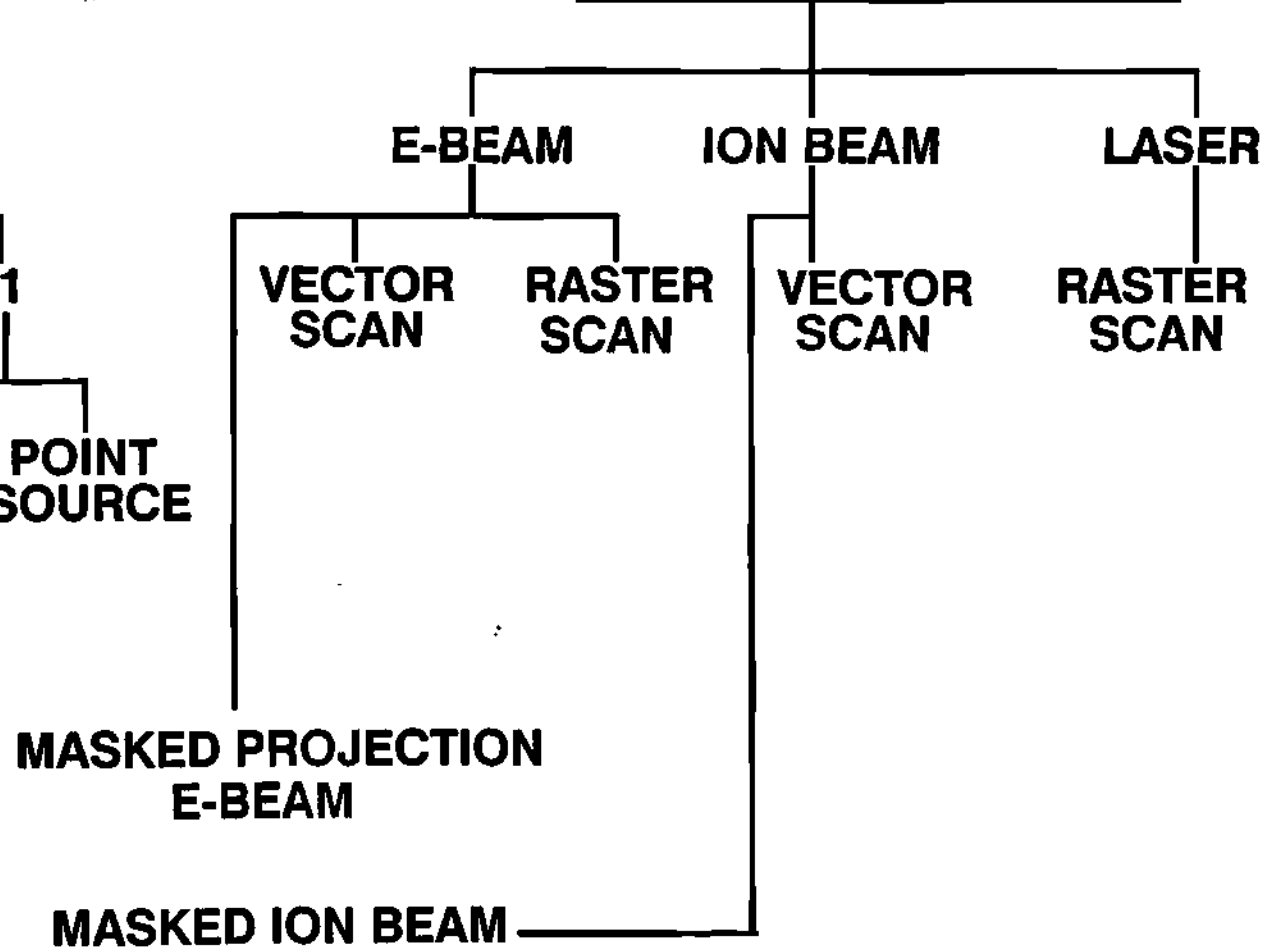 E-BEAM
ION BEAM
LASER
VECTOR
SCAN
RASTER
SCAN
VECTOR
SCAN
RASTER
SCAN
1
POINT
SOURCE
MASKED PROJECTION
E-BEAM
MASKED ION BEAM